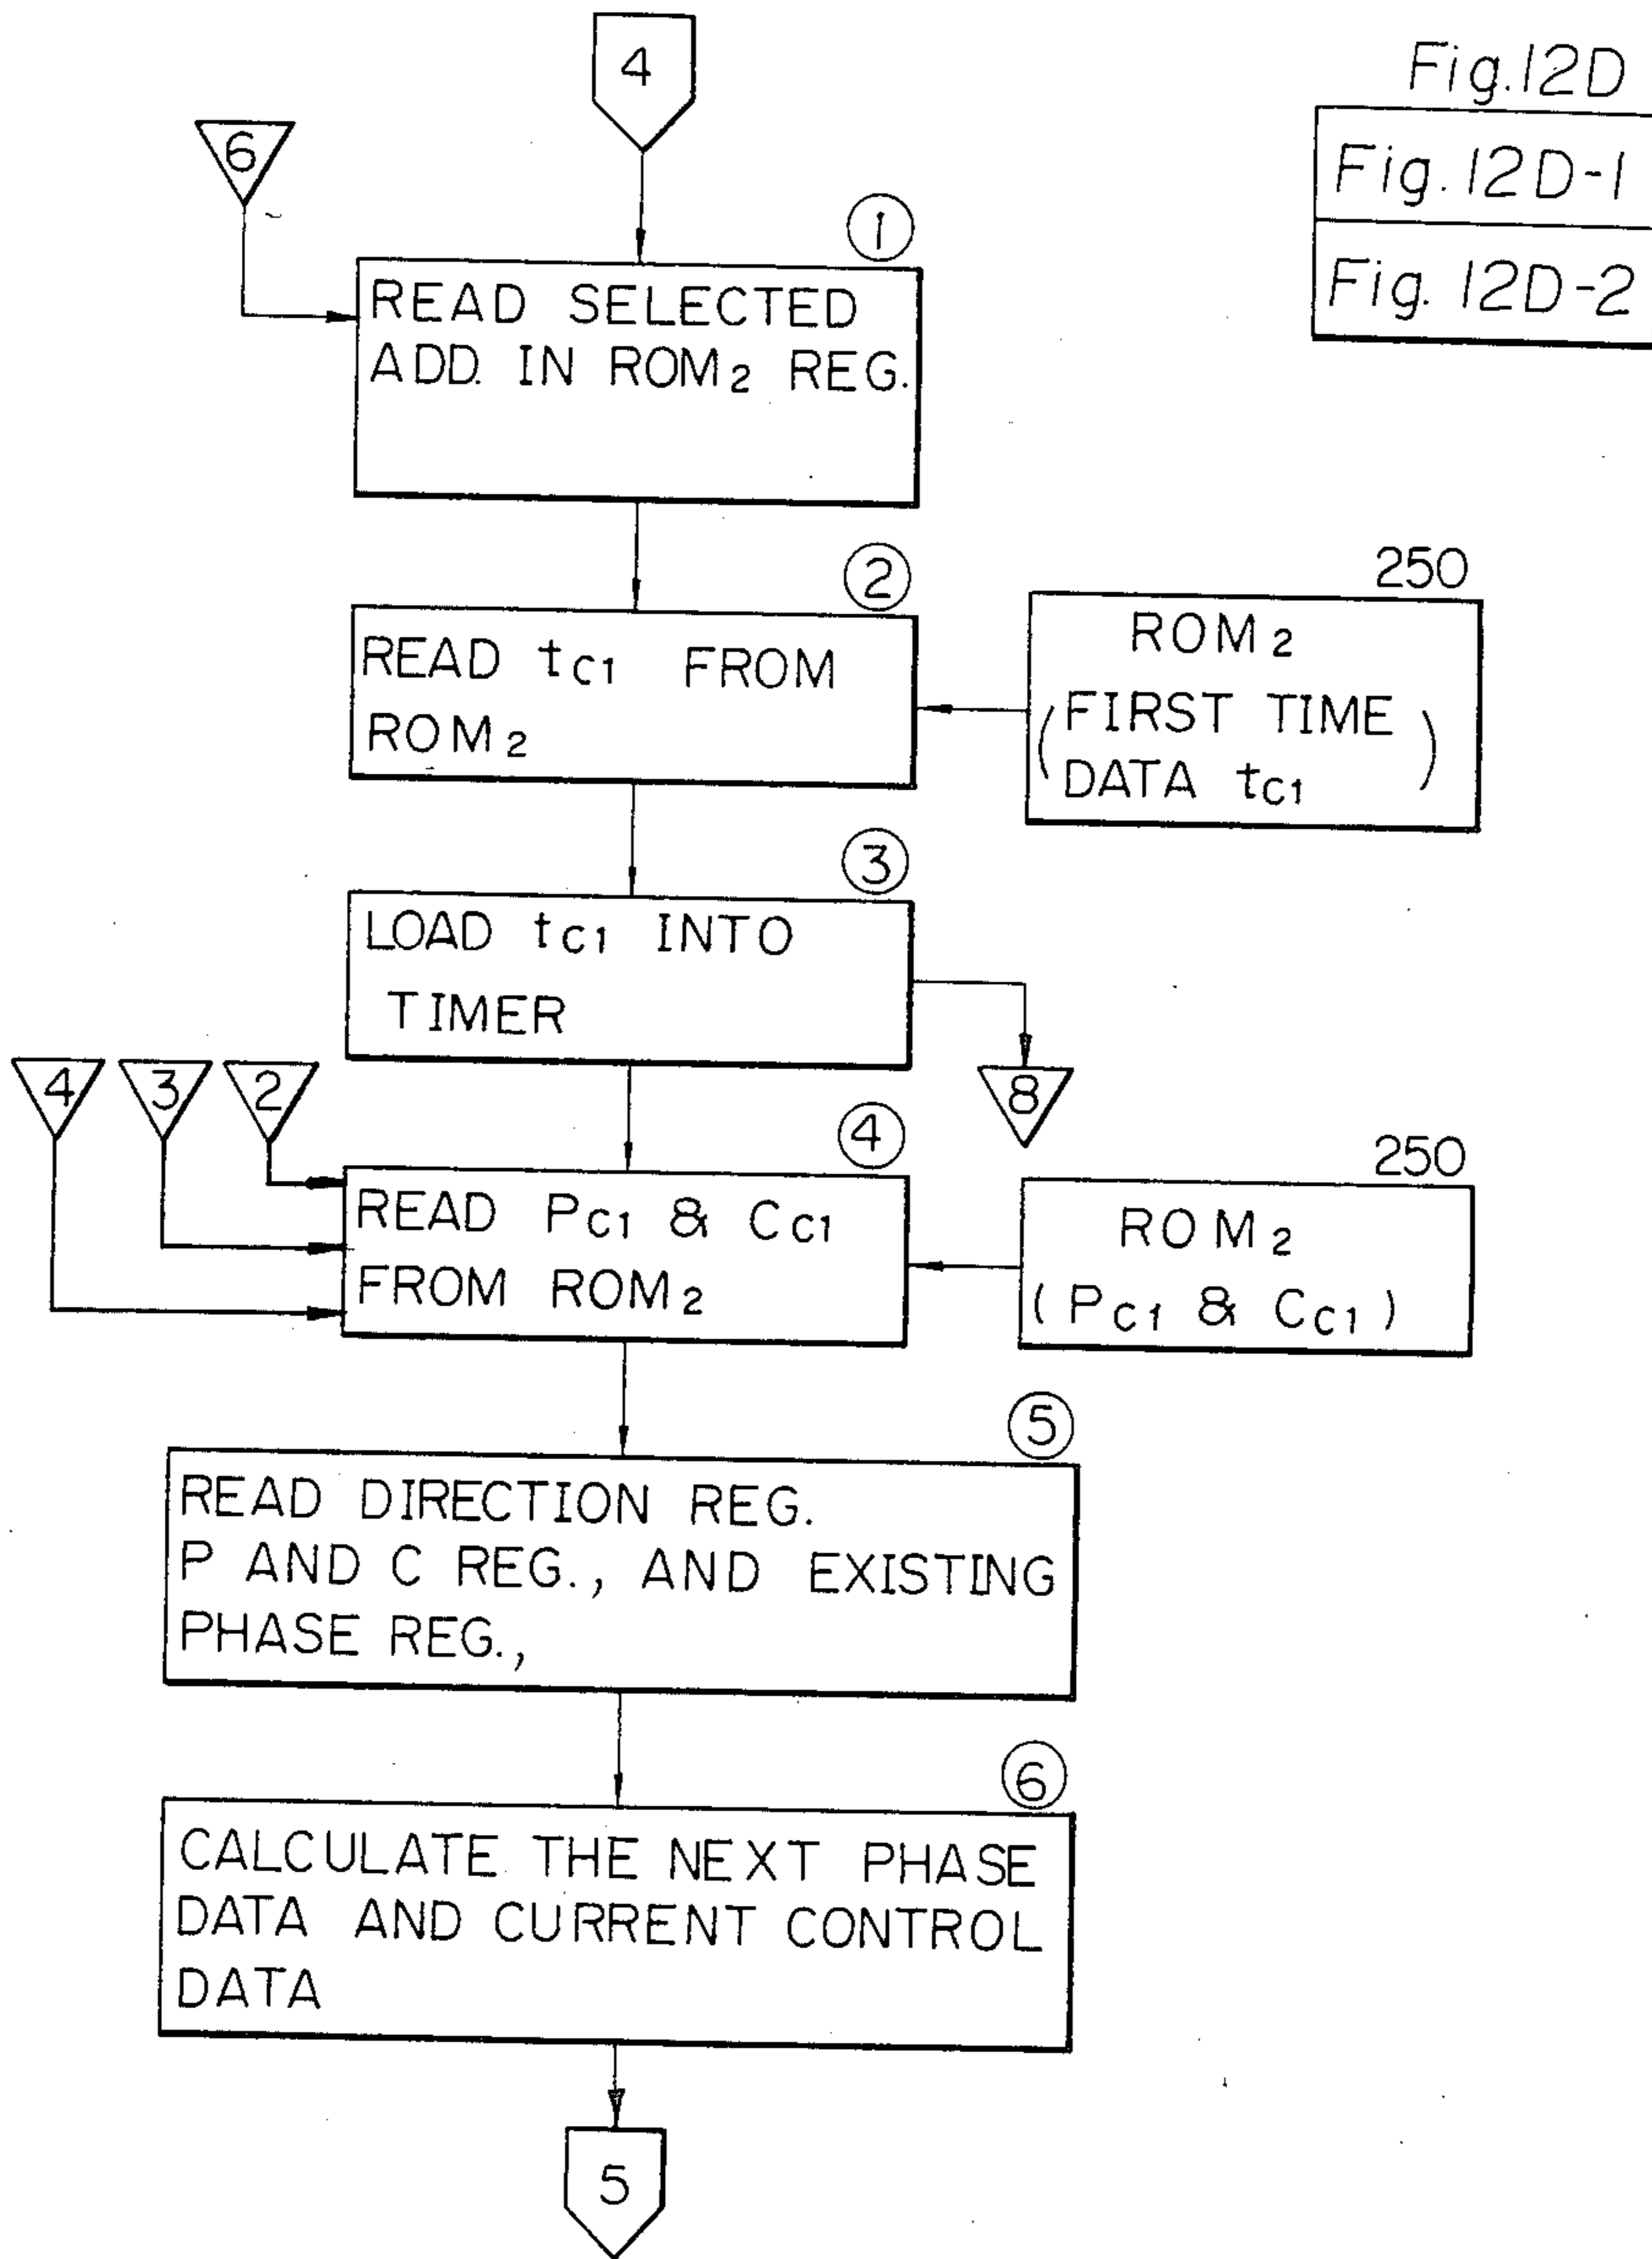 Fig.12D
Fig. 12D-1
Fig. 12D-2
4
6
1
READ SELECTED
ADD. IN ROM₂ REG.
2
READ tC1 FROM
ROM₂
250
ROM₂
(FIRST TIME
DATA tC1)
3
LOAD tC1 INTO
TIMER
8
4
3
2
4
READ PC1 & CC1
FROM ROM₂
250
ROM₂
(PC1 & CC1)
5
READ DIRECTION REG.
P AND C REG., AND EXISTING
PHASE REG.,
6
CALCULATE THE NEXT PHASE
DATA AND CURRENT CONTROL
DATA
5